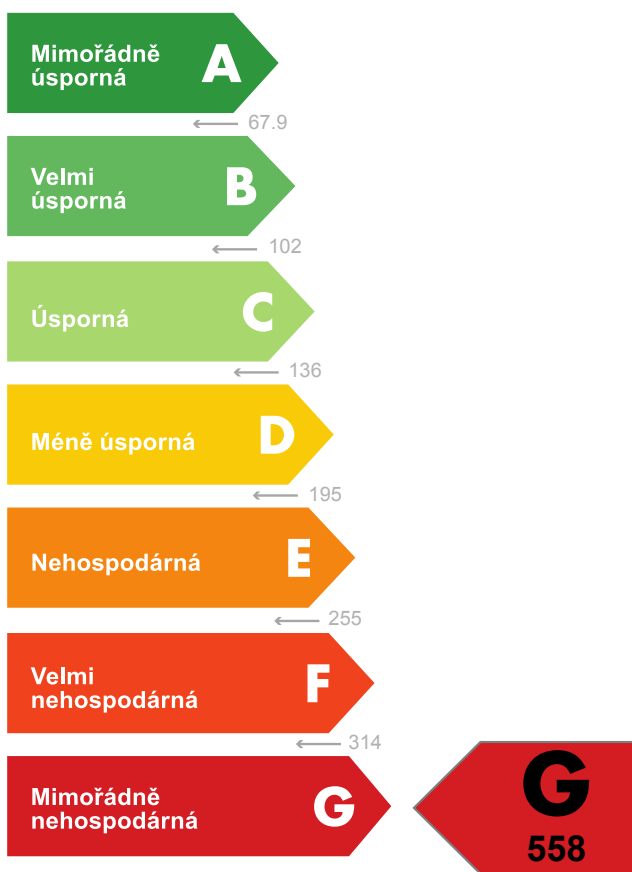 Mimořádně
úsporná
A
67.9
Velmi
úsporná
B
102
Úsporná
C
136
Méně úsporná
D
195
Nehospodárná
E
255
Velmi
nehospodárná
F
314
Mimořádně
nehospodárná
G
G
558